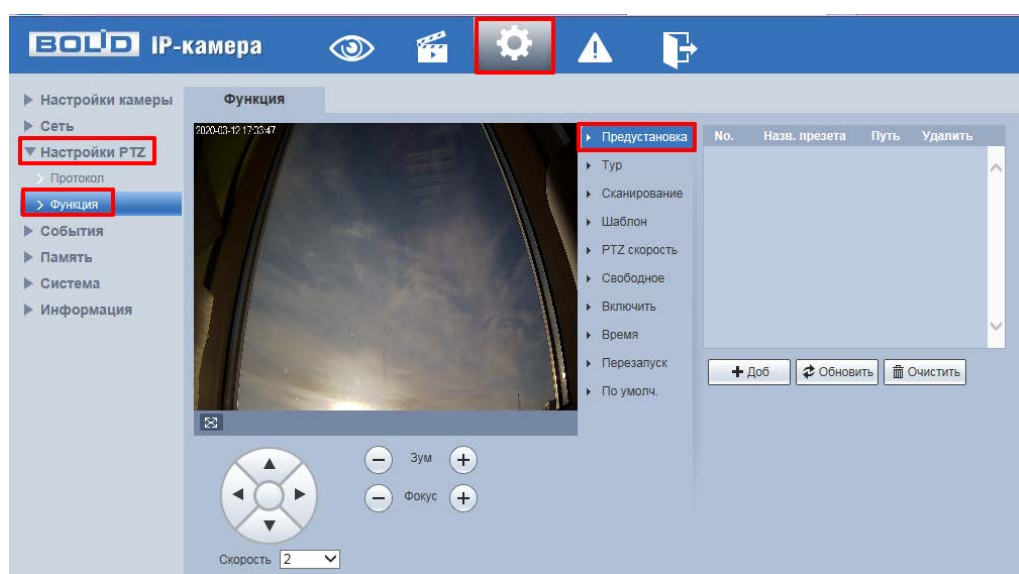 BOLID IP-камера
Настройки камеры
Сеть
Настройки PTZ
Протокол
Функция
События
Память
Система
Информация
Функция
2020-03-12 17:33:47
Предустановка
Тур
Сканирование
Шаблон
PTZ скорость
Свободное
Включить
Время
Перезапуск
По умолч.
No. Назв. презета Путь Удалить
Доб Обновить Очистить
Зум
Фокус
Скорость 2